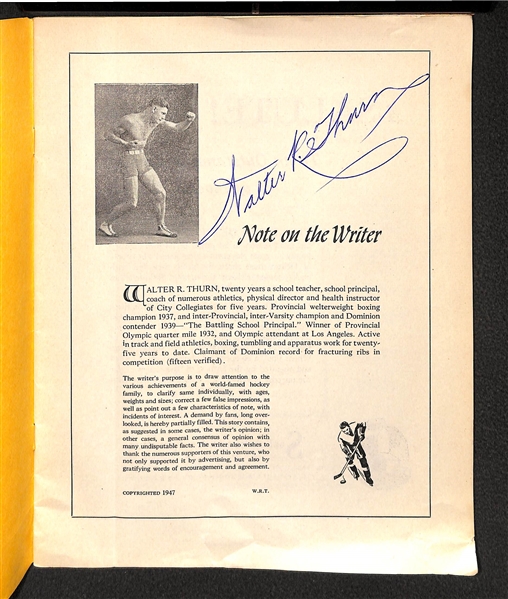 Walter R. Thurn
Note on the Writer
WALTER R. THURN, twenty years a school teacher, school principal,
coach of numerous athletics, physical director and health instructor
of City Collegiates for five years. Provincial welterweight boxing
champion 1937, and inter-Provincial, inter-Varsity champion and Dominion
contender 1939—"The Battling School Principal." Winner of Provincial
Olympic quarter mile 1932, and Olympic attendant at Los Angeles. Active
in track and field athletics, boxing, tumbling and apparatus work for twenty-
five years to date. Claimant of Dominion record for fracturing ribs in
competition (fifteen verified).
The writer's purpose is to draw attention to the
various achievements of a world-famed hockey
family, to clarify same individually, with ages,
weights and sizes; correct a few false impressions, as
well as point out a few characteristics of note, with
incidents of interest. A demand by fans, long over-
looked, is hereby partially filled. This story contains,
as suggested in some cases, the writer's opinion; in
other cases, a general consensus of opinion with
many undisputable facts. The writer also wishes to
thank the numerous supporters of this venture, who
not only supported it by advertising, but also by
gratifying words of encouragement and agreement.
COPYRIGHTED 1947 W.R.T.